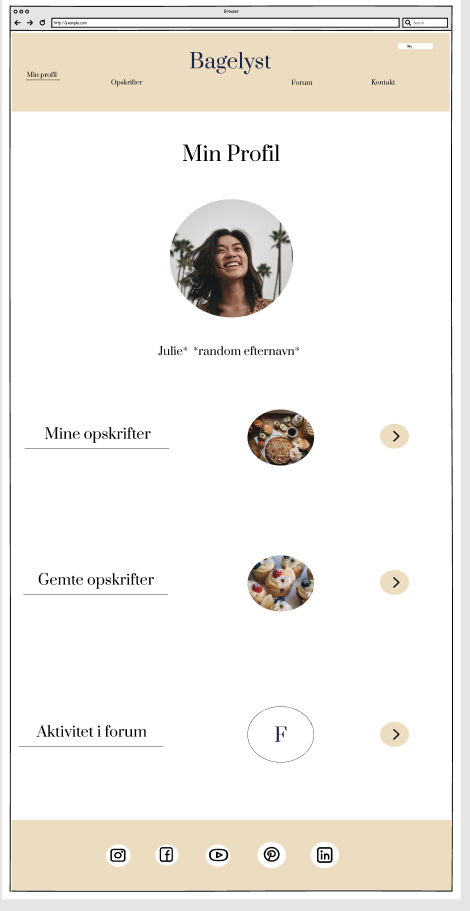 Browser
http://example.com
Search
Bagelyst
Min profil
Opskrifter
Forum
Kontakt
Min Profil
Julie* *random efternavn*
Mine opskrifter
Gemte opskrifter
Aktivitet i forum
F